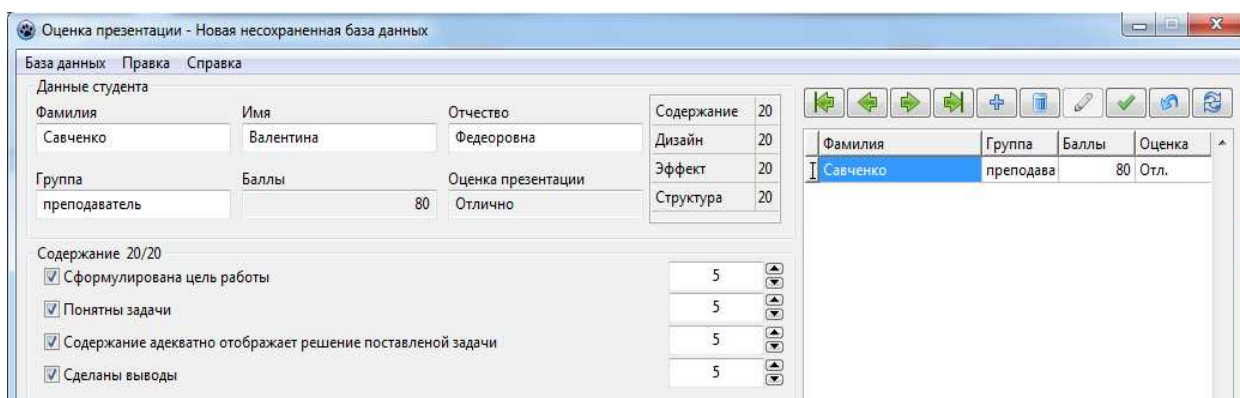 Оценка презентации - Новая несохраненная база данных
База данных Правка Справка
Данные студента
Фамилия Имя Отчество
Савченко Валентина Федеоровна
Группа Баллы Оценка презентации
преподаватель 80 Отлично
Содержание 20
Дизайн 20
Эффект 20
Структура 20
Содержание 20/20
Сформулирована цель работы 5
Понятны задачи 5
Содержание адекватно отображает решение поставленой задачи 5
Сделаны выводы 5
Фамилия Группа Баллы Оценка
Савченко преподава 80 Отл.